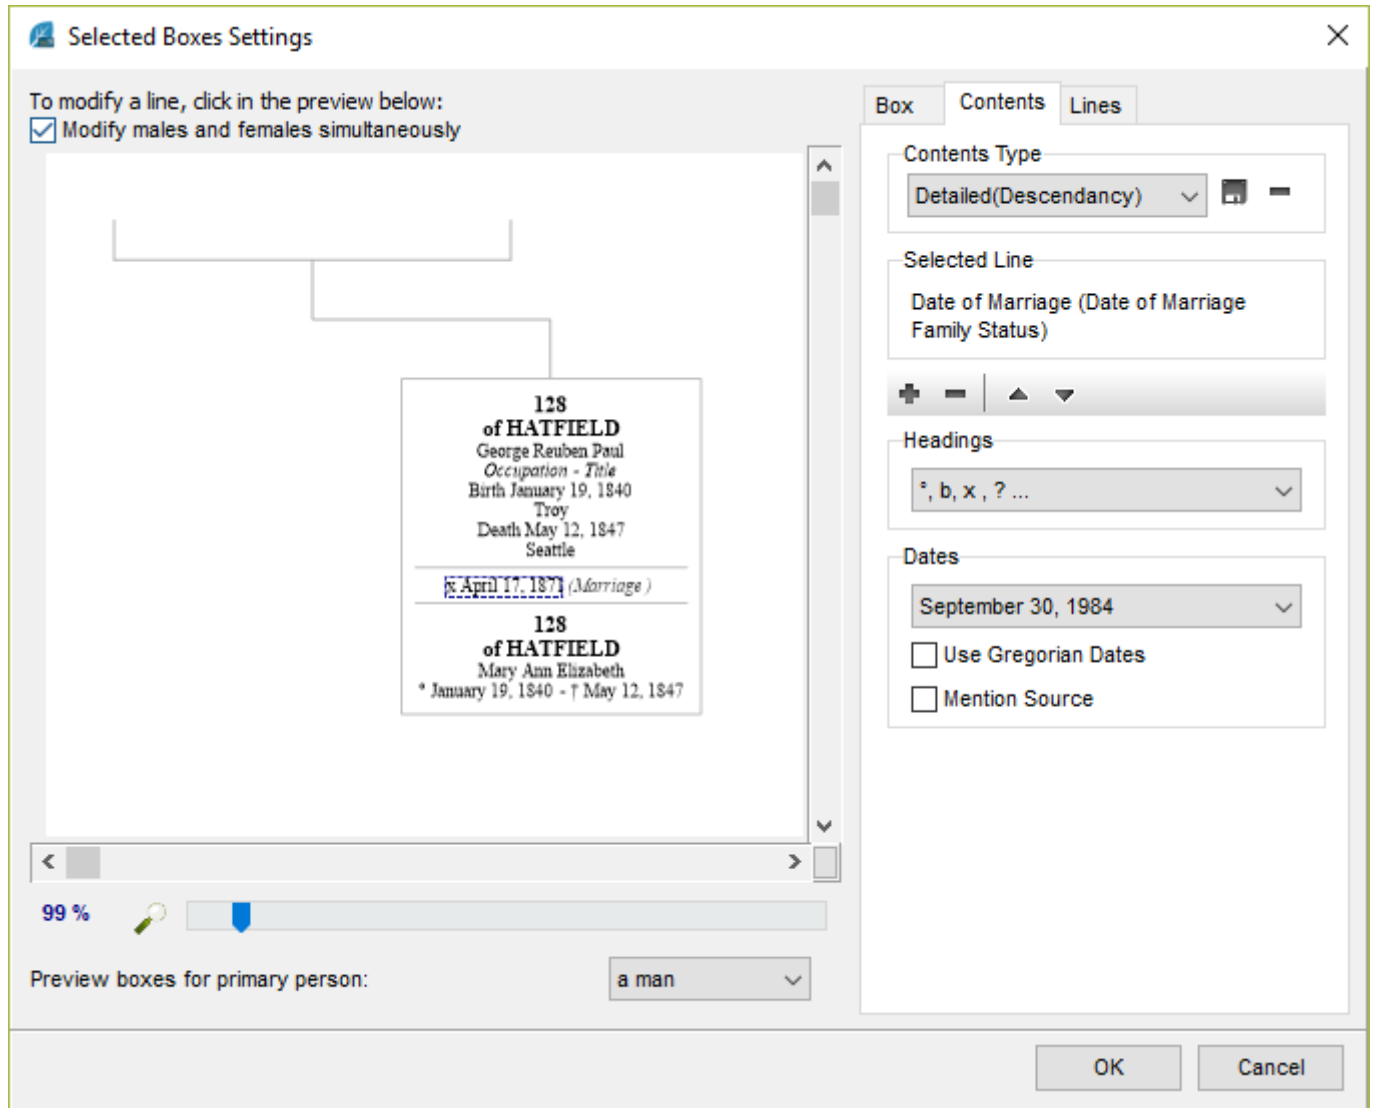 Selected Boxes Settings
To modify a line, click in the preview below:
Modify males and females simultaneously
128
of HATFIELD
George Reuben Paul
Occupation - Title
Birth January 19, 1840
Troy
Death May 12, 1847
Seattle
x April 17, 1871 (Marriage )
128
of HATFIELD
Mary Ann Elizabeth
* January 19, 1840 - † May 12, 1847
99 %
Preview boxes for primary person:
a man
Box
Contents
Lines
Contents Type
Detailed(Descendancy)
Selected Line
Date of Marriage (Date of Marriage
Family Status)
Headings
*, b, x , ? ...
Dates
September 30, 1984
Use Gregorian Dates
Mention Source
OK
Cancel